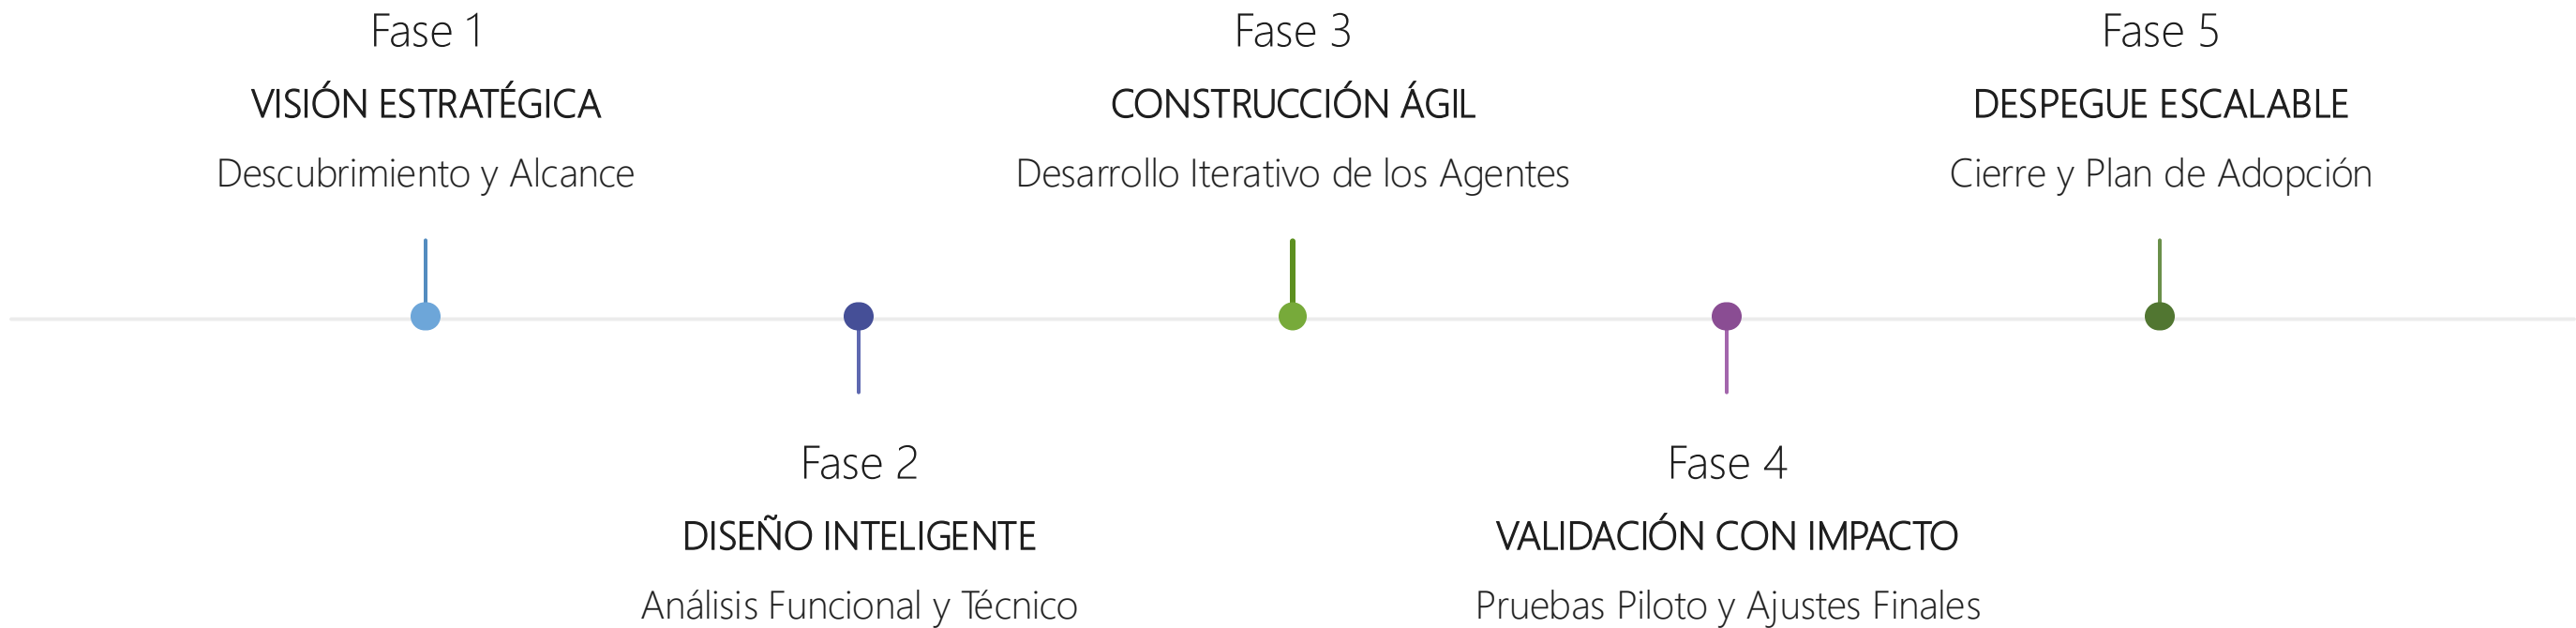 Fase 1
VISIÓN ESTRATÉGICA
Descubrimiento y Alcance
Fase 2
DISEÑO INTELIGENTE
Análisis Funcional y Técnico
Fase 3
CONSTRUCCIÓN ÁGIL
Desarrollo Iterativo de los Agentes
Fase 4
VALIDACIÓN CON IMPACTO
Pruebas Piloto y Ajustes Finales
Fase 5
DESPEGUE ESCALABLE
Cierre y Plan de Adopción